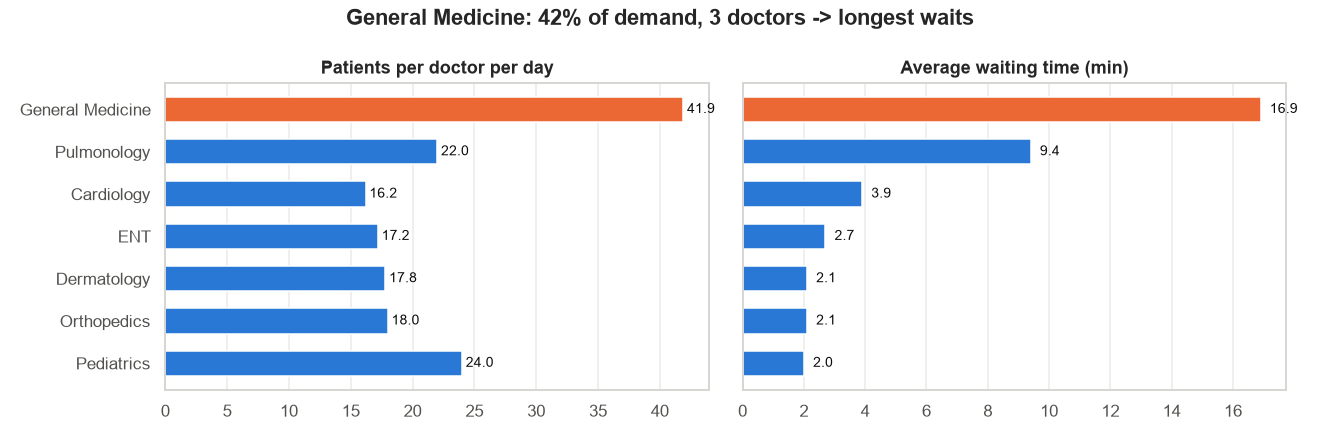 General Medicine: 42% of demand, 3 doctors -> longest waits
Patients per doctor per day
General Medicine 41.9
Pulmonology 22.0
Cardiology 16.2
ENT 17.2
Dermatology 17.8
Orthopedics 18.0
Pediatrics 24.0
0 5 10 15 20 25 30 35 40
Average waiting time (min)
16.9
9.4
3.9
2.7
2.1
2.1
2.0
0 2 4 6 8 10 12 14 16